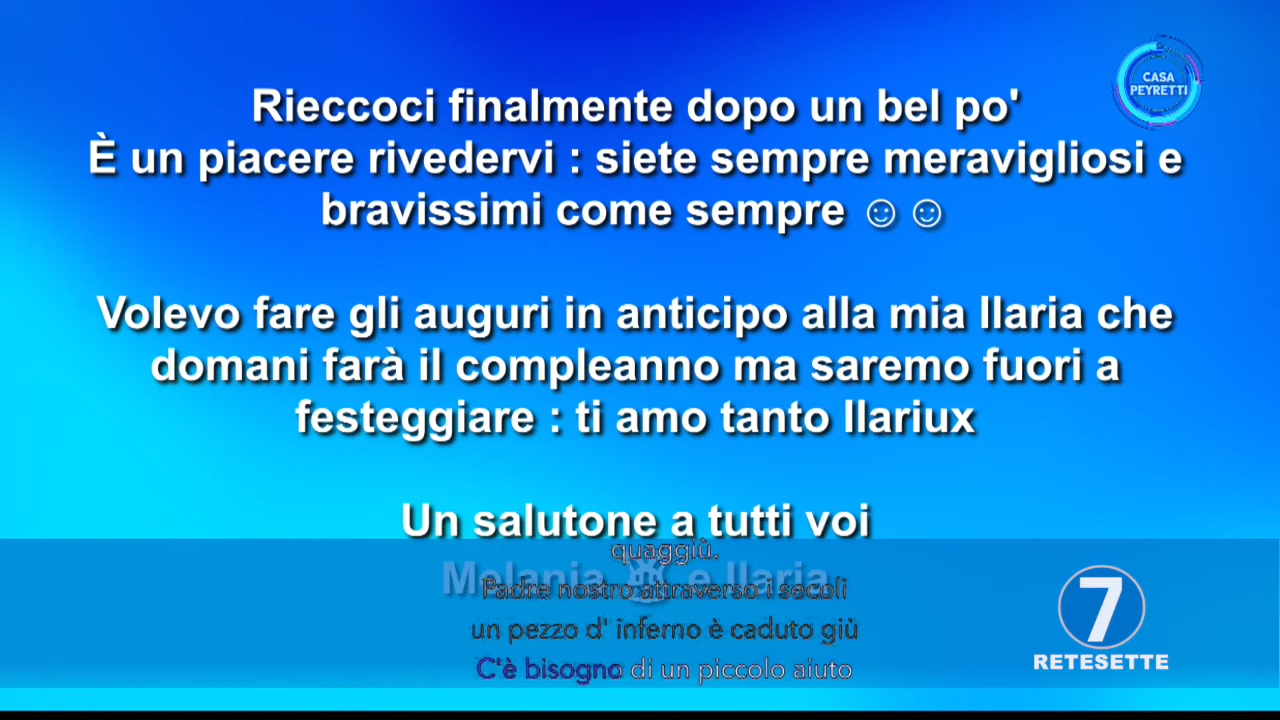 CASA
PEYRETTI
Rieccoci finalmente dopo un bel po'
È un piacere rivedervi : siete sempre meravigliosi e
bravissimi come sempre ☺☺
Volevo fare gli auguri in anticipo alla mia Ilaria che
domani farà il compleanno ma saremo fuori a
festeggiare : ti amo tanto Ilariux
Un salutone a tutti voi
quaggiù.
Melania e Ilaria
Padre nostro attraverso i secoli
un pezzo d' inferno è caduto giù
C'è bisogno di un piccolo aiuto
7
RETESETTE